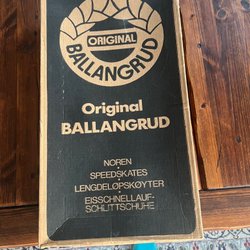 ORIGINAL
BALLANGRUD
Original
BALLANGRUD
NOREN
•
SPEEDSKATES
•
LENGDELØPSKØYTER
•
EISSCHNELLAUF-
SCHLITTSCHUHE